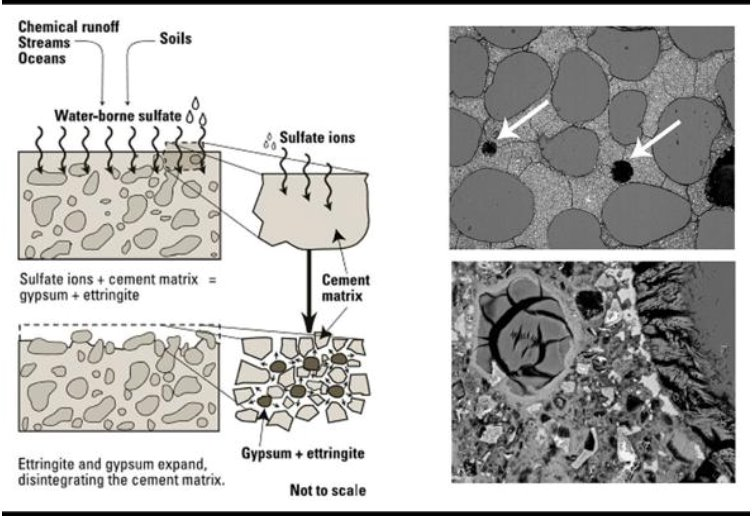 Chemical runoff
Streams
Oceans
Soils
Water-borne sulfate
Sulfate ions
Sulfate ions + cement matrix =
gypsum + ettringite
Cement
matrix
Gypsum + ettringite
Ettringite and gypsum expand,
disintegrating the cement matrix.
Not to scale